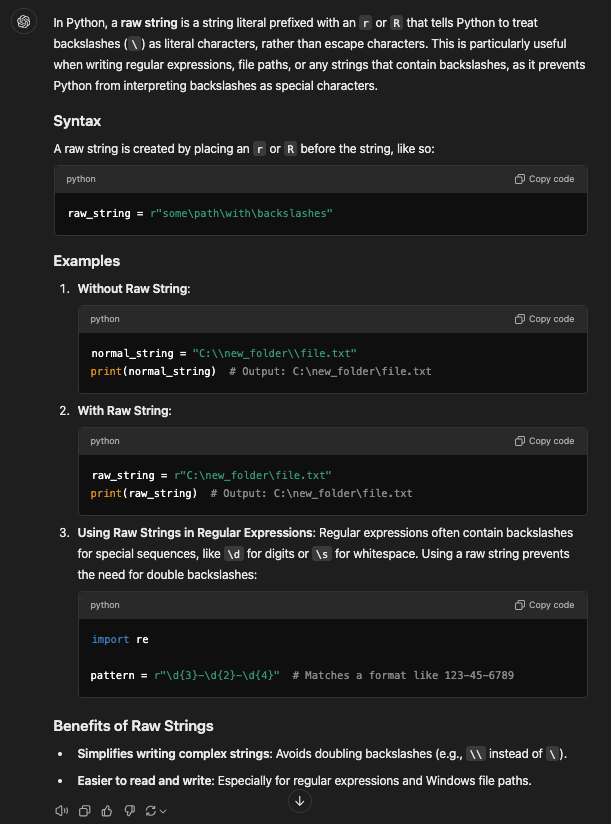 In Python, a raw string is a string literal prefixed with an r or R that tells Python to treat
backslashes (\) as literal characters, rather than escape characters. This is particularly useful
when writing regular expressions, file paths, or any strings that contain backslashes, as it prevents
Python from interpreting backslashes as special characters.
Syntax
A raw string is created by placing an r or R before the string, like so:
python Copy code
raw_string = r"some\path\with\backslashes"
Examples
1. Without Raw String:
python Copy code
normal_string = "C:\\new_folder\\file.txt"
print(normal_string)  # Output: C:\new_folder\file.txt
2. With Raw String:
python Copy code
raw_string = r"C:\new_folder\file.txt"
print(raw_string)  # Output: C:\new_folder\file.txt
3. Using Raw Strings in Regular Expressions: Regular expressions often contain backslashes
for special sequences, like \d for digits or \s for whitespace. Using a raw string prevents
the need for double backslashes:
python Copy code
import re
pattern = r"\d{3}-\d{2}-\d{4}"  # Matches a format like 123-45-6789
Benefits of Raw Strings
• Simplifies writing complex strings: Avoids doubling backslashes (e.g., \\ instead of \).
• Easier to read and write: Especially for regular expressions and Windows file paths.